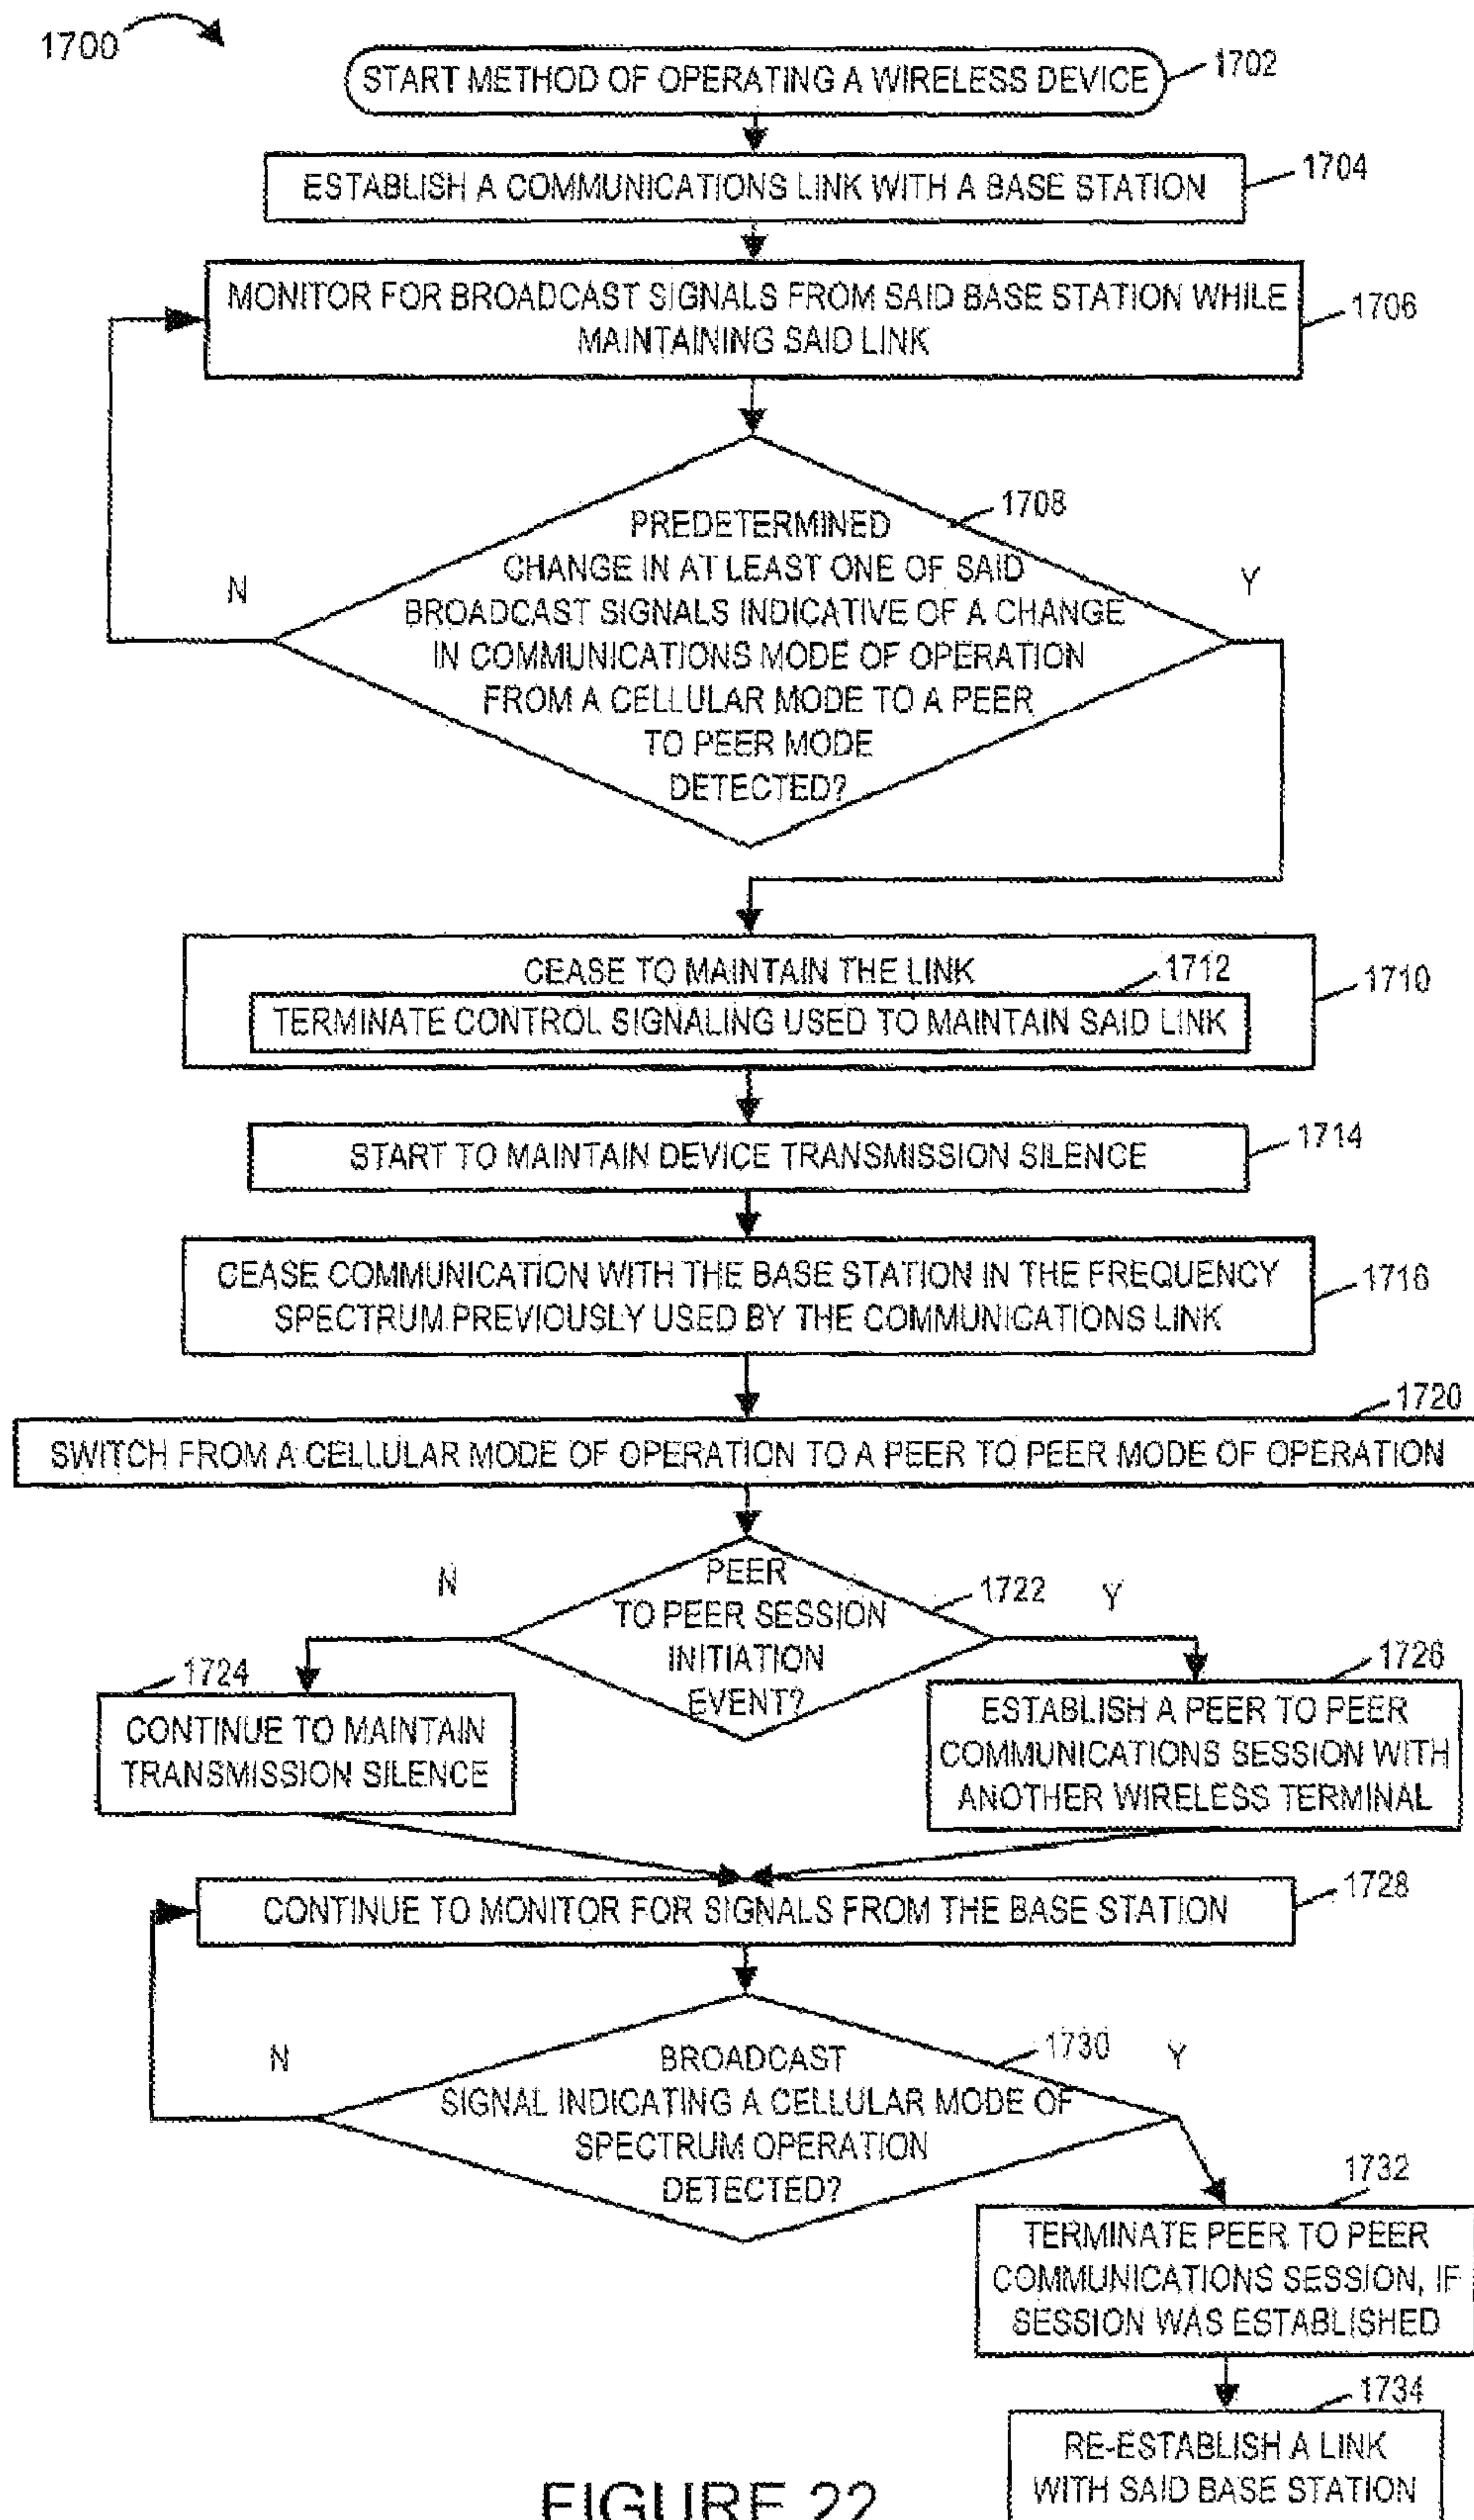 1700
START METHOD OF OPERATING A WIRELESS DEVICE
1702
ESTABLISH A COMMUNICATIONS LINK WITH A BASE STATION
1704
MONITOR FOR BROADCAST SIGNALS FROM SAID BASE STATION WHILE
MAINTAINING SAID LINK
1706
1708
PREDETERMINED
CHANGE IN AT LEAST ONE OF SAID
BROADCAST SIGNALS INDICATIVE OF A CHANGE
IN COMMUNICATIONS MODE OF OPERATION
FROM A CELLULAR MODE TO A PEER
TO PEER MODE
DETECTED?
N
Y
CEASE TO MAINTAIN THE LINK
1712
1710
TERMINATE CONTROL SIGNALING USED TO MAINTAIN SAID LINK
START TO MAINTAIN DEVICE TRANSMISSION SILENCE
1714
CEASE COMMUNICATION WITH THE BASE STATION IN THE FREQUENCY
SPECTRUM PREVIOUSLY USED BY THE COMMUNICATIONS LINK
1716
1720
SWITCH FROM A CELLULAR MODE OF OPERATION TO A PEER TO PEER MODE OF OPERATION
N
PEER
TO PEER SESSION
INITIATION
EVENT?
1722
Y
1724
CONTINUE TO MAINTAIN
TRANSMISSION SILENCE
1726
ESTABLISH A PEER TO PEER
COMMUNICATIONS SESSION WITH
ANOTHER WIRELESS TERMINAL
CONTINUE TO MONITOR FOR SIGNALS FROM THE BASE STATION
1728
N
BROADCAST
SIGNAL INDICATING A CELLULAR MODE OF
SPECTRUM OPERATION
DETECTED?
1730
Y
1732
TERMINATE PEER TO PEER
COMMUNICATIONS SESSION, IF
SESSION WAS ESTABLISHED
1734
RE-ESTABLISH A LINK
WITH SAID BASE STATION
FIGURE 22